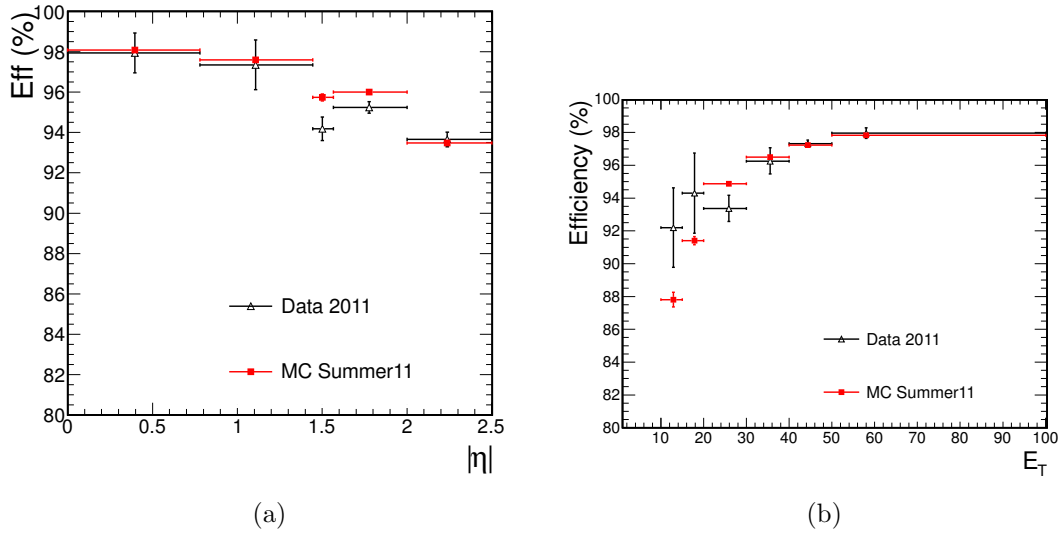 Eff (%)
100
98
96
94
92
90
88
86
84
82
80
0 0.5 1 1.5 2 2.5
|η|
Data 2011
MC Summer11
(a)
Efficiency (%)
100
98
96
94
92
90
88
86
84
82
80
10 20 30 40 50 60 70 80 90 100
E_T
Data 2011
MC Summer11
(b)